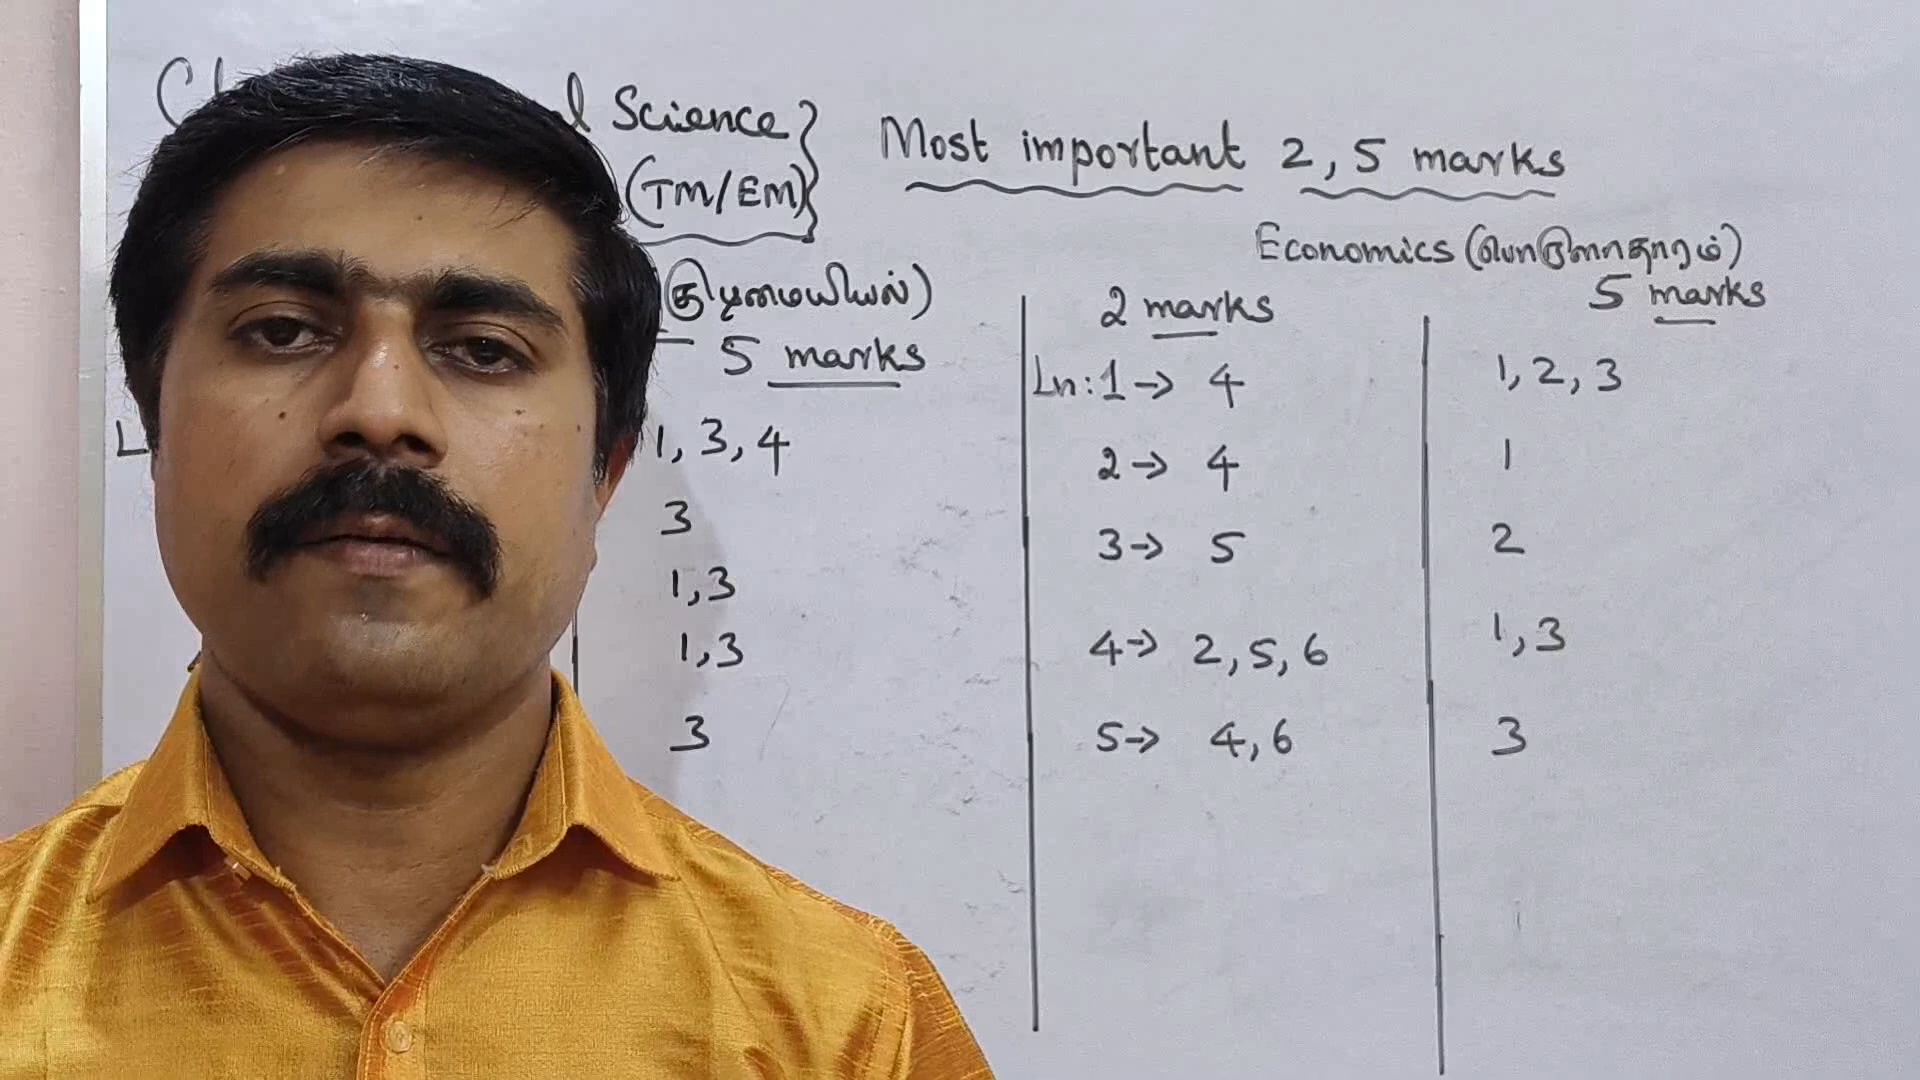 Science
(TM/EM)
Most important 2, 5 marks
(குடிமையியல்)
5 marks
1, 3, 4
3
1, 3
1, 3
3
Economics (பொருளாதாரம்)
2 marks
Ln: 1 → 4
2 → 4
3 → 5
4 → 2, 5, 6
5 → 4, 6
5 marks
1, 2, 3
1
2
1, 3
3